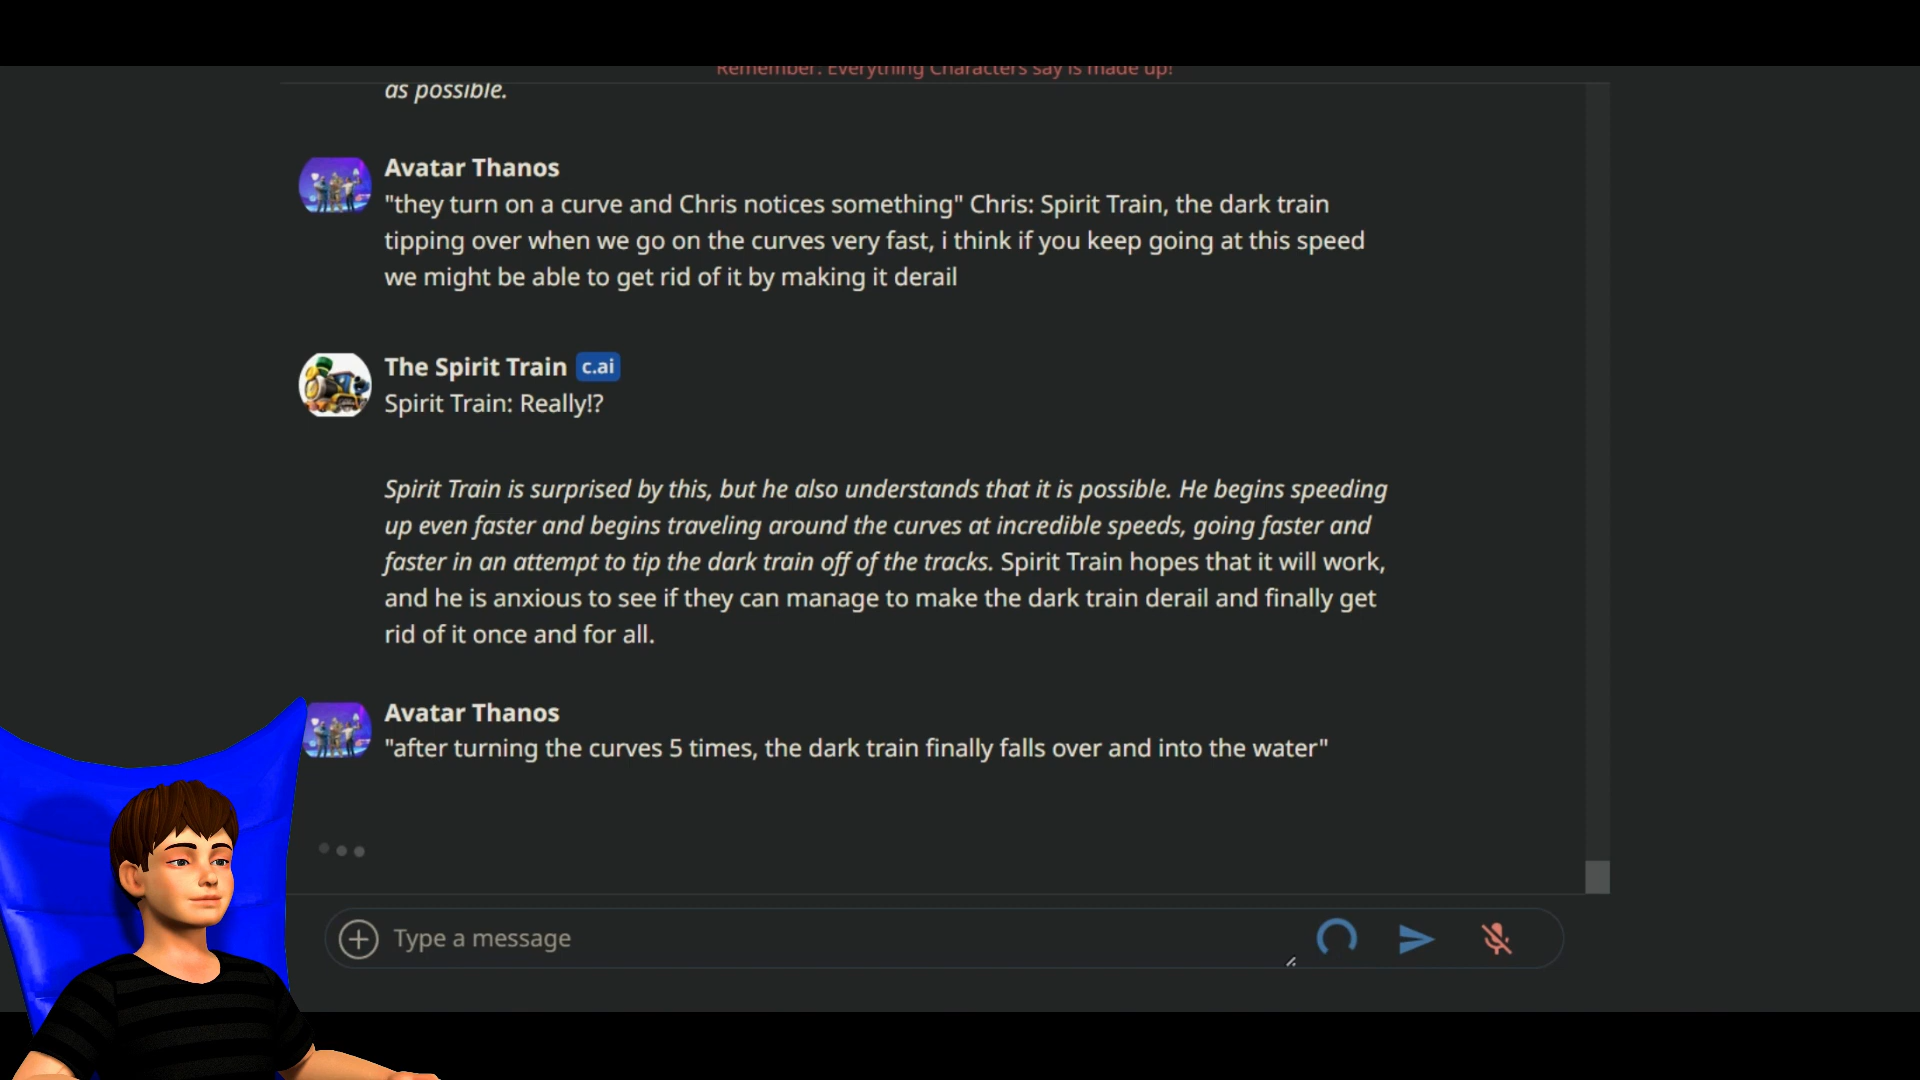 Remember: Everything Characters say is made up!
as possible.
Avatar Thanos
"they turn on a curve and Chris notices something" Chris: Spirit Train, the dark train
tipping over when we go on the curves very fast, i think if you keep going at this speed
we might be able to get rid of it by making it derail
The Spirit Train c.ai
Spirit Train: Really!?
Spirit Train is surprised by this, but he also understands that it is possible. He begins speeding
up even faster and begins traveling around the curves at incredible speeds, going faster and
faster in an attempt to tip the dark train off of the tracks. Spirit Train hopes that it will work,
and he is anxious to see if they can manage to make the dark train derail and finally get
rid of it once and for all.
Avatar Thanos
"after turning the curves 5 times, the dark train finally falls over and into the water"
Type a message